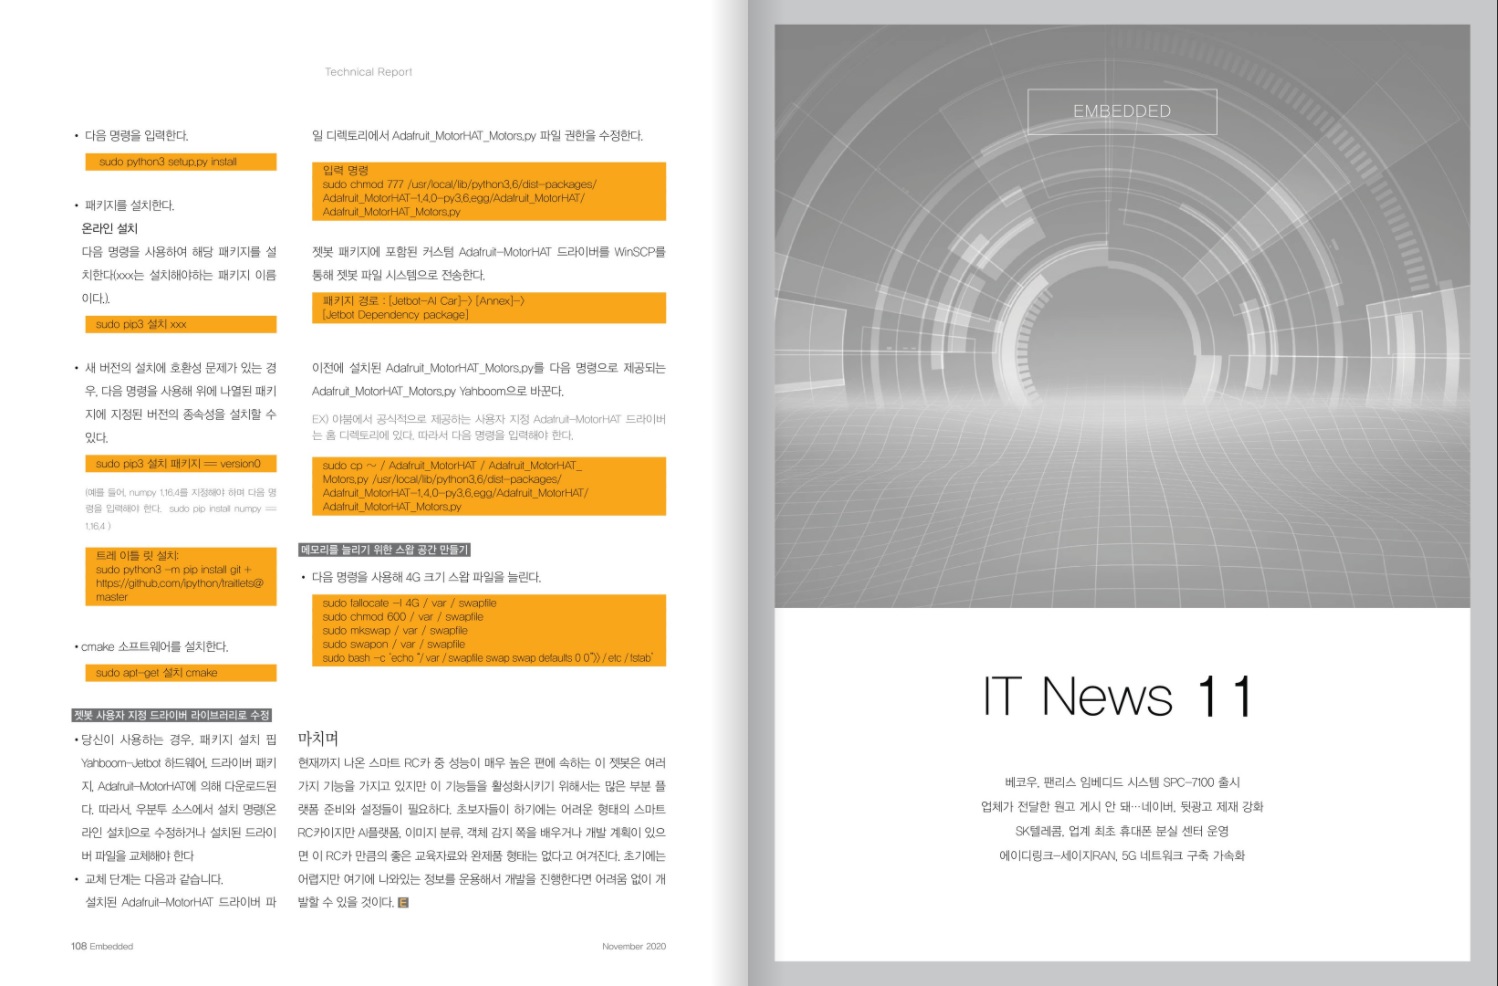 Technical Report
• 다음 명령을 입력한다.
sudo python3 setup.py install
• 패키지를 설치한다.
온라인 설치
다음 명령을 사용하여 해당 패키지를 설
치한다(xxx는 설치해야하는 패키지 이름
이다.).
sudo pip3 설치 xxx
• 새 버전의 설치에 호환성 문제가 있는 경
우, 다음 명령을 사용해 위에 나열된 패키
지에 지정된 버전의 종속성을 설치할 수
있다.
sudo pip3 설치 패키지 == version0
(예를 들어, numpy 1.16.4를 지정해야 하며 다음 명
령을 입력해야 한다. sudo pip install numpy ==
1.16.4 )
트레 이틀 릿 설치:
sudo python3 -m pip install git +
https://github.com/ipython/traitlets@
master
• cmake 소프트웨어를 설치한다.
sudo apt-get 설치 cmake
젯봇 사용자 지정 드라이버 라이브러리로 수정
• 당신이 사용하는 경우, 패키지 설치 핍
Yahboom-Jetbot 하드웨어, 드라이버 패키
지, Adafruit-MotorHAT에 의해 다운로드된
다. 따라서, 우분투 소스에서 설치 명령(온
라인 설치)으로 수정하거나 설치된 드라이
버 파일을 교체해야 한다
• 교체 단계는 다음과 같습니다.
설치된 Adafruit-MotorHAT 드라이버 파
일 디렉토리에서 Adafruit_MotorHAT_Motors.py 파일 권한을 수정한다.
입력 명령
sudo chmod 777 /usr/local/lib/python3.6/dist-packages/
Adafruit_MotorHAT-1.4.0-py3.6.egg/Adafruit_MotorHAT/
Adafruit_MotorHAT_Motors.py
젯봇 패키지에 포함된 커스텀 Adafruit-MotorHAT 드라이버를 WinSCP를
통해 젯봇 파일 시스템으로 전송한다.
패키지 경로 : [Jetbot-AI Car]-> [Annex]->
[Jetbot Dependency package]
이전에 설치된 Adafruit_MotorHAT_Motors.py를 다음 명령으로 제공되는
Adafruit_MotorHAT_Motors.py Yahboom으로 바꾼다.
EX) 야붐에서 공식적으로 제공하는 사용자 지정 Adafruit-MotorHAT 드라이버
는 홈 디렉토리에 있다. 따라서 다음 명령을 입력해야 한다.
sudo cp ~ / Adafruit_MotorHAT / Adafruit_MotorHAT_
Motors.py /usr/local/lib/python3.6/dist-packages/
Adafruit_MotorHAT-1.4.0-py3.6.egg/Adafruit_MotorHAT/
Adafruit_MotorHAT_Motors.py
메모리를 늘리기 위한 스왑 공간 만들기
• 다음 명령을 사용해 4G 크기 스왑 파일을 늘린다.
sudo fallocate -l 4G / var / swapfile
sudo chmod 600 / var / swapfile
sudo mkswap / var / swapfile
sudo swapon / var / swapfile
sudo bash -c 'echo "/ var / swapfile swap swap defaults 0 0"》 / etc / fstab'
마치며
현재까지 나온 스마트 RC카 중 성능이 매우 높은 편에 속하는 이 젯봇은 여러
가지 기능을 가지고 있지만 이 기능들을 활성화시키기 위해서는 많은 부분 플
랫폼 준비와 설정들이 필요하다. 초보자들이 하기에는 어려운 형태의 스마트
RC카이지만 AI플랫폼, 이미지 분류, 객체 감지 쪽을 배우거나 개발 계획이 있으
면 이 RC카 만큼의 좋은 교육자료와 완제품 형태는 없다고 여겨진다. 초기에는
어렵지만 여기에 나와있는 정보를 운용해서 개발을 진행한다면 어려움 없이 개
발할 수 있을 것이다. E
108 Embedded
November 2020
EMBEDDED
IT News 11
베코우, 팬리스 임베디드 시스템 SPC-7100 출시
업체가 전달한 원고 게시 안 돼…네이버, 뒷광고 제재 강화
SK텔레콤, 업계 최초 휴대폰 분실 센터 운영
에이디링크-세이지RAN, 5G 네트워크 구축 가속화